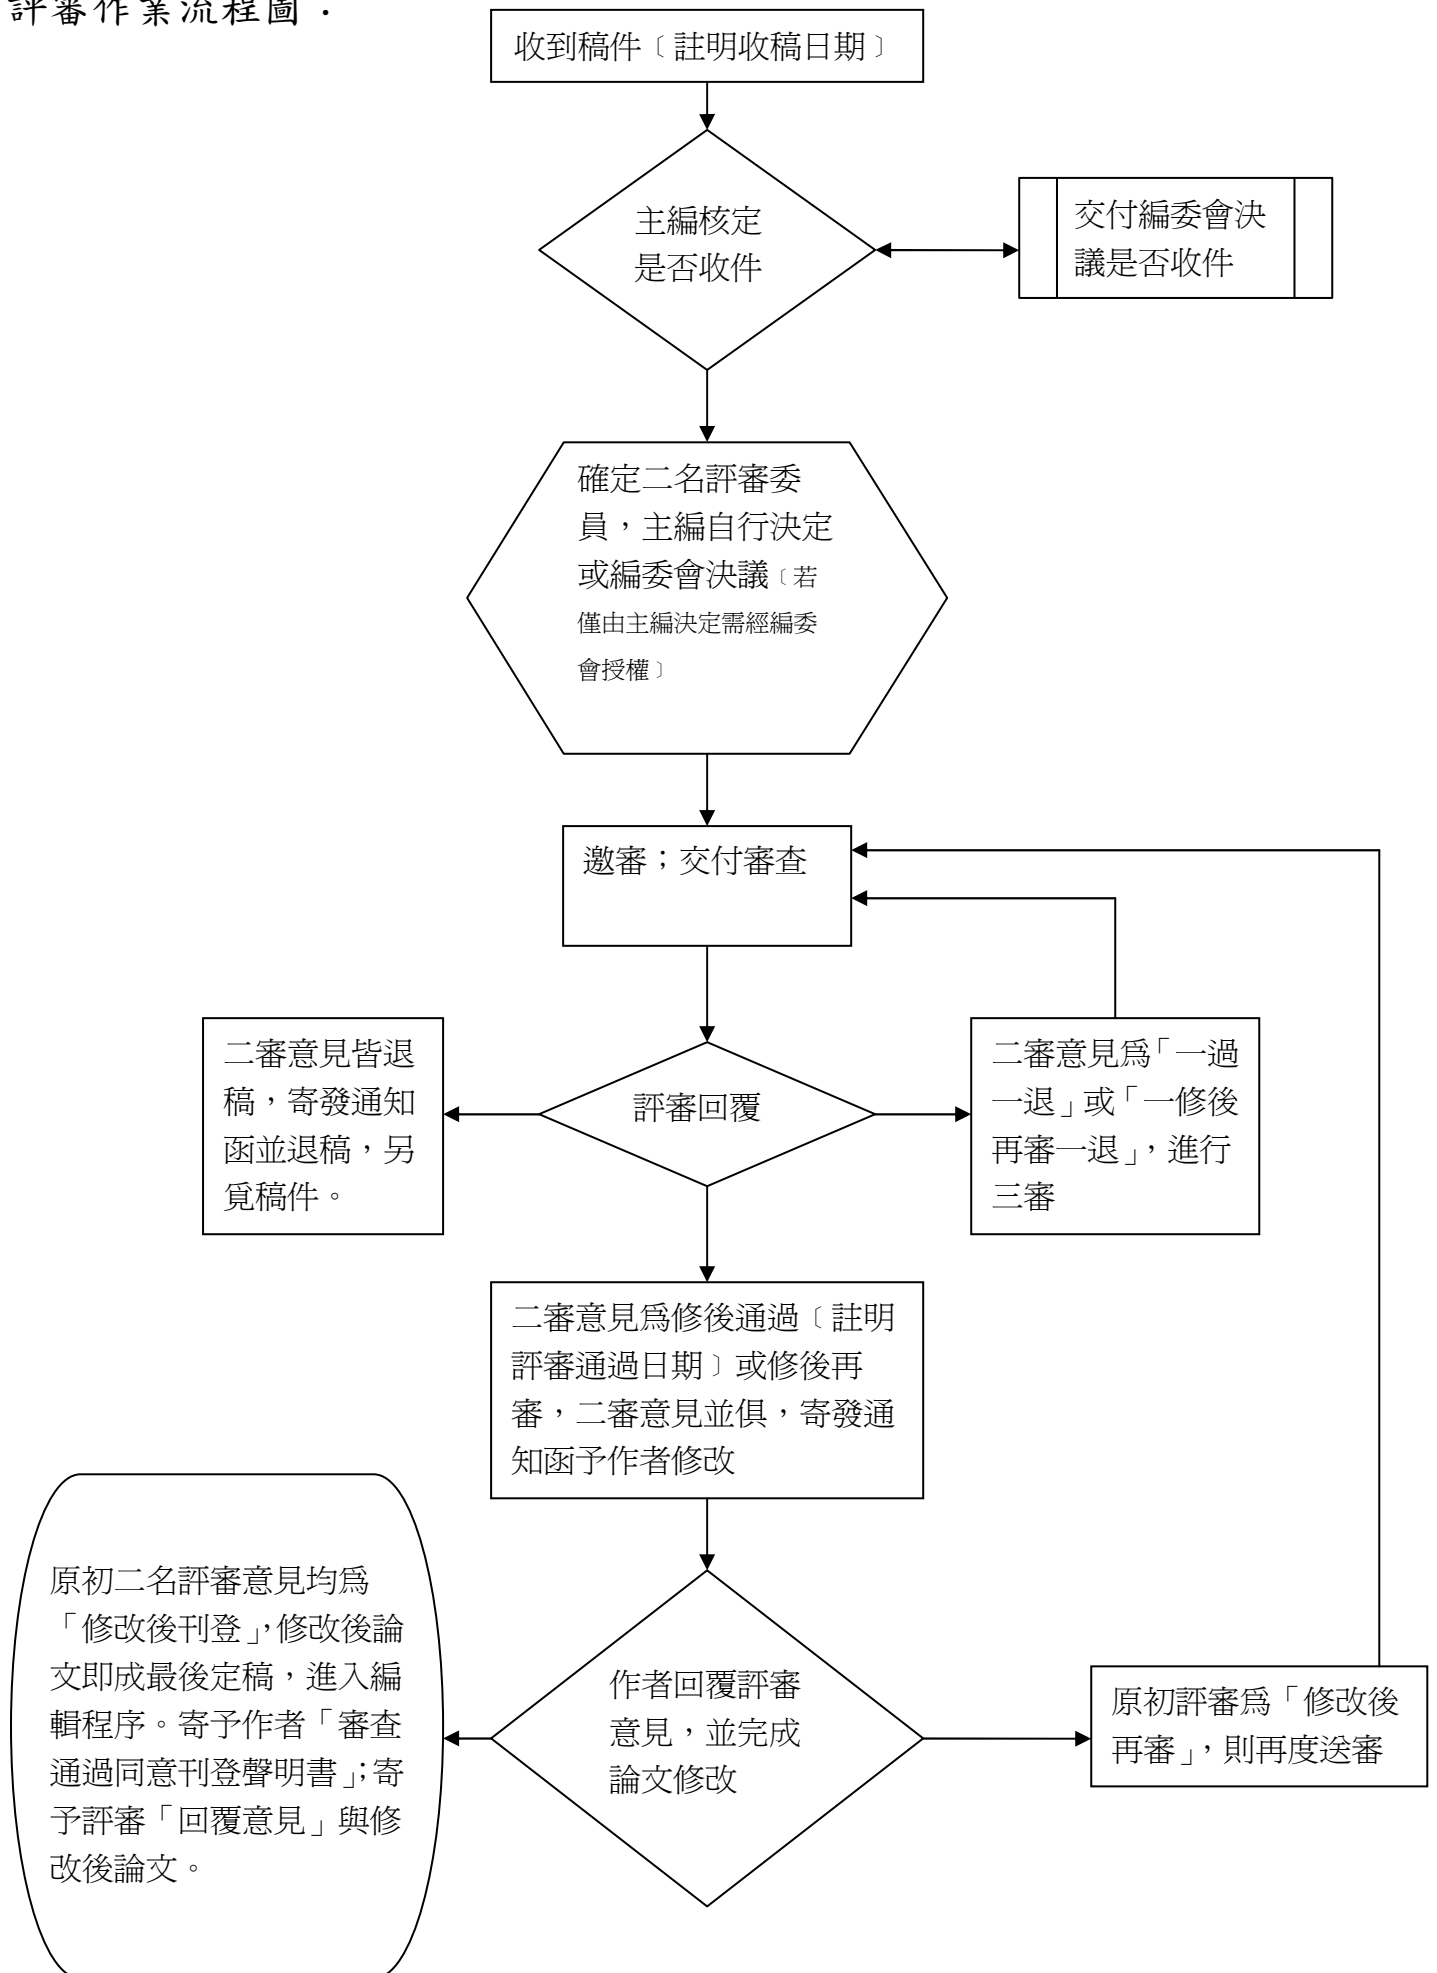 評審作業流程圖：
收到稿件﹝註明收稿日期﹞
主編核定
是否收件
交付編委會決
議是否收件
確定二名評審委
員，主編自行決定
或編委會決議﹝若
僅由主編決定需經編委
會授權﹞
邀審；交付審查
二審意見皆退
稿，寄發通知
函並退稿，另
覓稿件。
評審回覆
二審意見為「一過
一退」或「一修後
再審一退」，進行
三審
二審意見為修後通過﹝註明
評審通過日期﹞或修後再
審，二審意見並俱，寄發通
知函予作者修改
原初二名評審意見均為
「修改後刊登」，修改後論
文即成最後定稿，進入編
輯程序。寄予作者「審查
通過同意刊登聲明書」；寄
予評審「回覆意見」與修
改後論文。
作者回覆評審
意見，並完成
論文修改
原初評審為「修改後
再審」，則再度送審